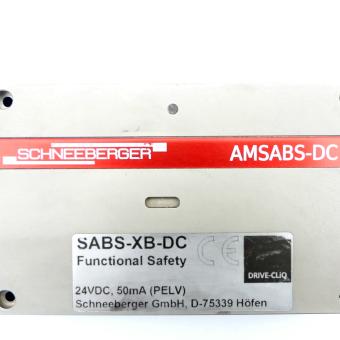 SCHNEEBERGER AMSABS-DC
SABS-XB-DC
Functional Safety
CE
DRIVE-CLiQ
24VDC, 50mA (PELV)
Schneeberger GmbH, D-75339 Höfen